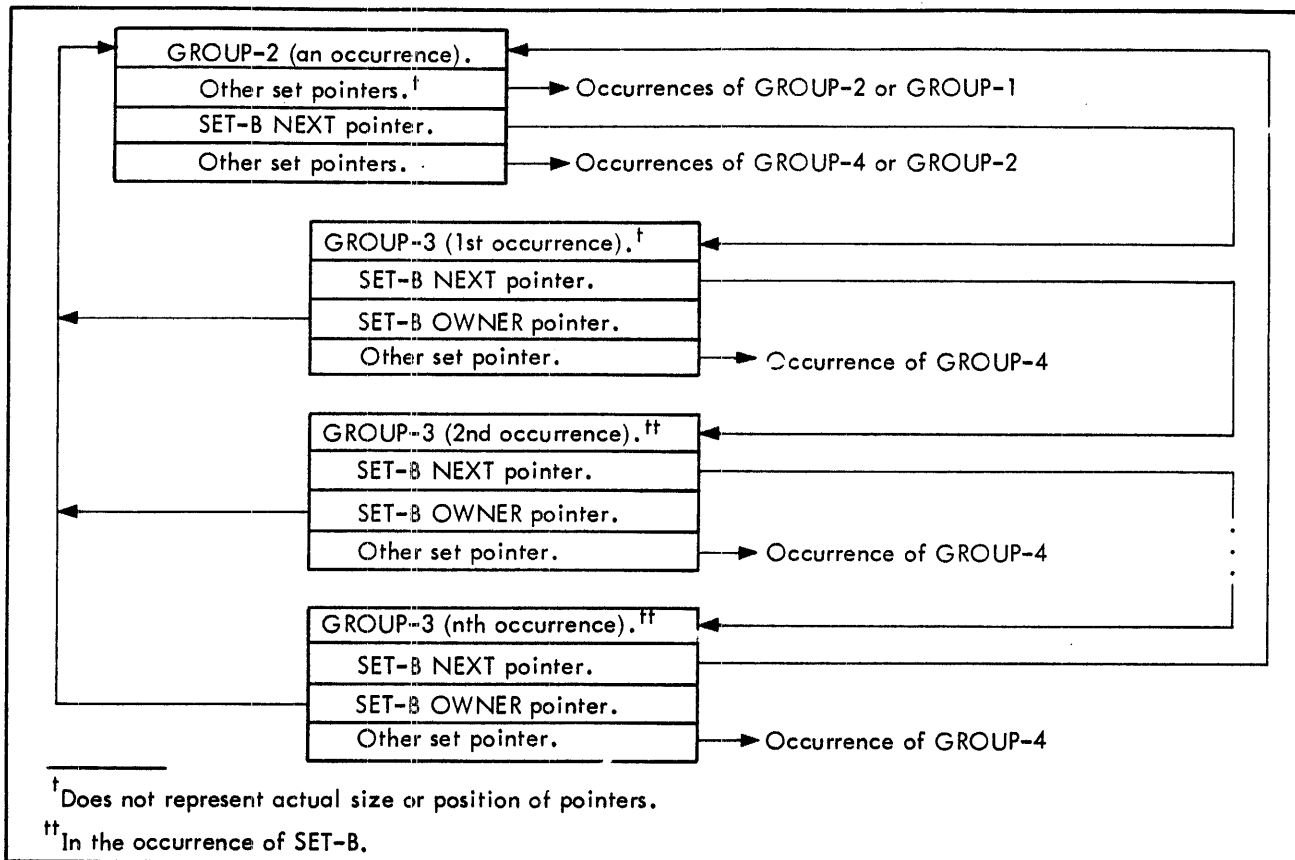 GROUP-2 (an occurrence).
Other set pointers.† Occurrences of GROUP-2 or GROUP-1
SET-B NEXT pointer.
Other set pointers. Occurrences of GROUP-4 or GROUP-2
GROUP-3 (1st occurrence).†
SET-B NEXT pointer.
SET-B OWNER pointer.
Other set pointer. Occurrence of GROUP-4
GROUP-3 (2nd occurrence).††
SET-B NEXT pointer.
SET-B OWNER pointer.
Other set pointer. Occurrence of GROUP-4
GROUP-3 (nth occurrence).††
SET-B NEXT pointer.
SET-B OWNER pointer.
Other set pointer. Occurrence of GROUP-4
†Does not represent actual size or position of pointers.
††In the occurrence of SET-B.